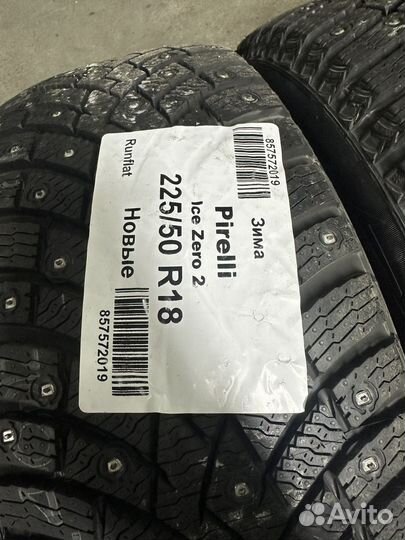 857572019
Зима
Pirelli
Ice Zero 2
225/50 R18
Новые
Runflat
857572019
Avito